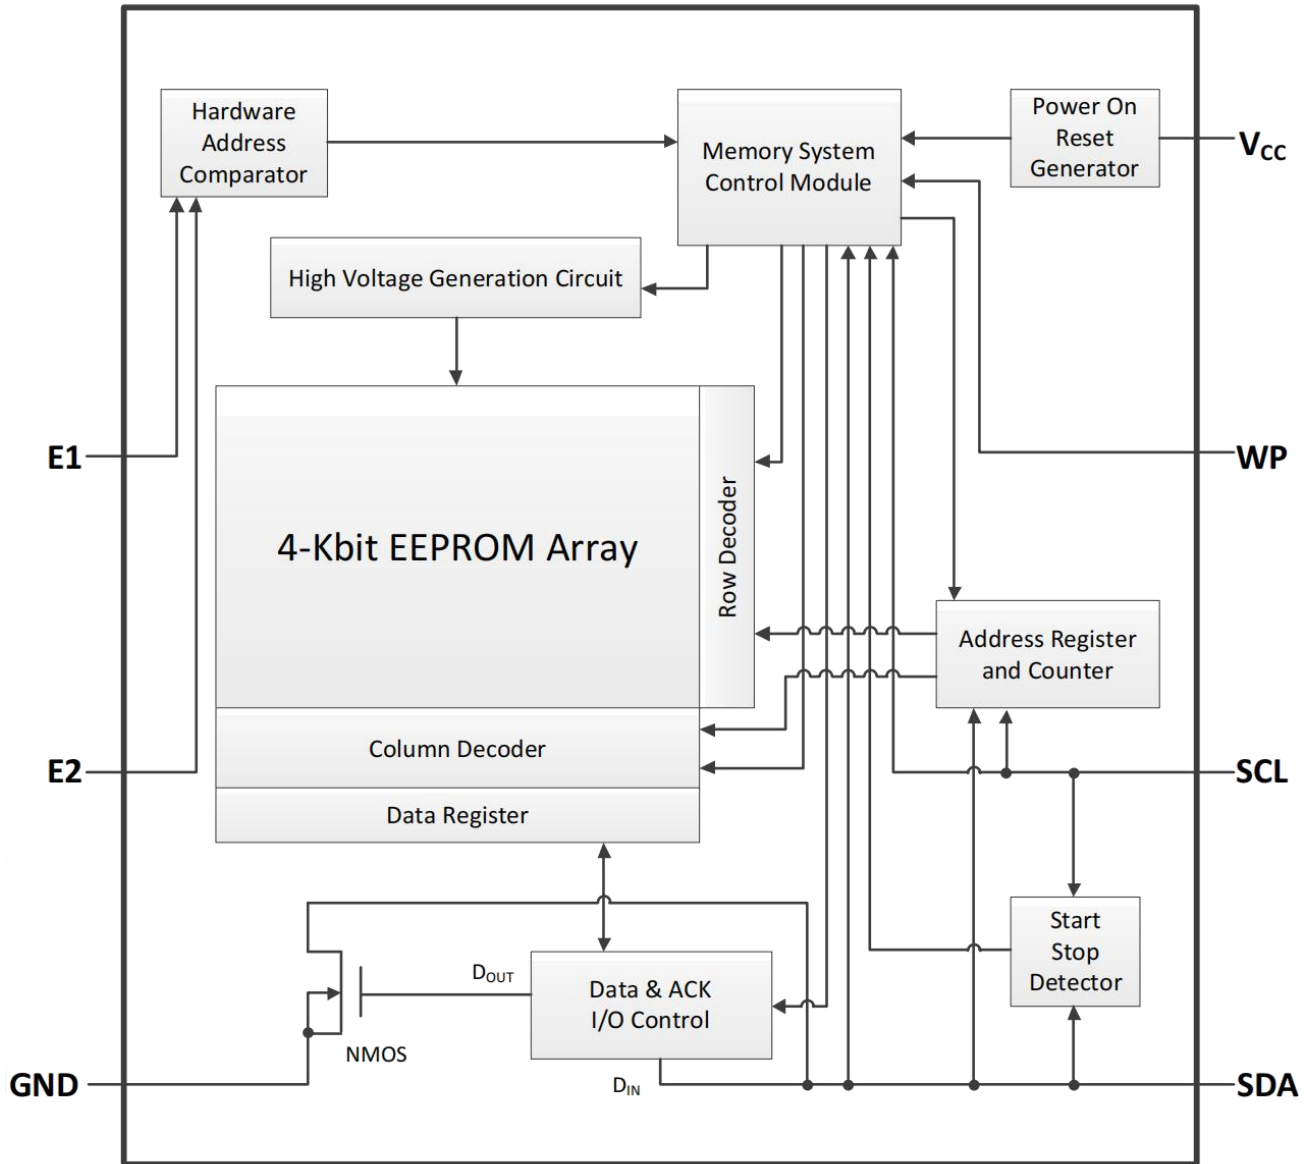 Hardware
Address
Comparator
Memory System
Control Module
Power On
Reset
Generator
VCC
High Voltage Generation Circuit
E1
WP
4-Kbit EEPROM Array
Row Decoder
Address Register
and Counter
Column Decoder
E2
SCL
Data Register
Start
Stop
Detector
DOUT
Data & ACK
I/O Control
NMOS
GND
DIN
SDA